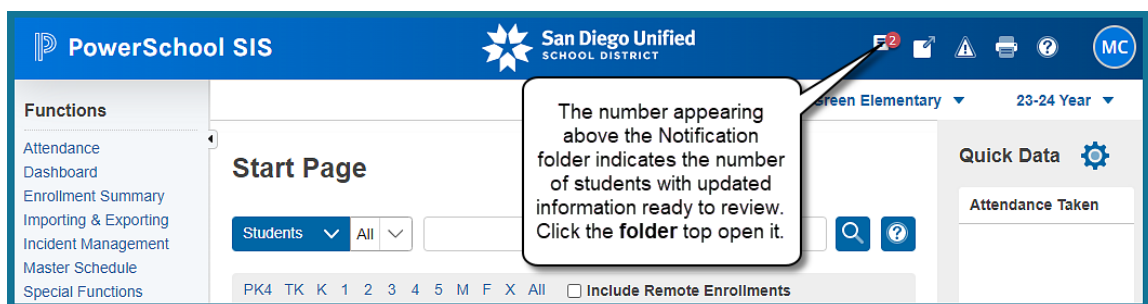 PowerSchool SIS
San Diego Unified
SCHOOL DISTRICT
2
MC
Green Elementary
23-24 Year
The number appearing
above the Notification
folder indicates the number
of students with updated
information ready to review.
Click the folder top open it.
Functions
Attendance
Dashboard
Enrollment Summary
Importing & Exporting
Incident Management
Master Schedule
Special Functions
Start Page
Students
All
PK4 TK K 1 2 3 4 5 M F X All
Include Remote Enrollments
Quick Data
Attendance Taken